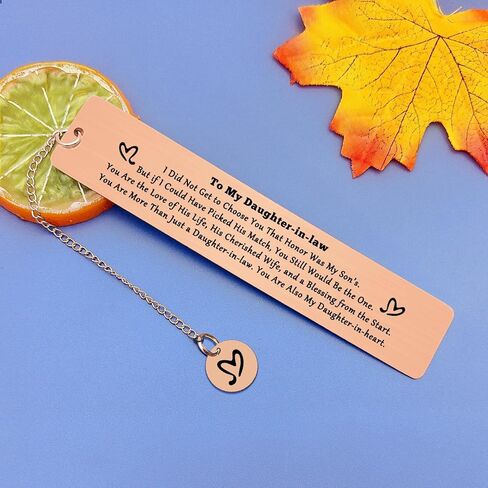 To My Daughter-in-law
I Did Not Get to Choose You That Honor Was My Son's.
But if I Could Have Picked His Match, You Still Would Be the One.
You Are the Love of His Life, His Cherished Wife, and a Blessing from the Start.
You Are More Than Just a Daughter-in-law. You Are Also My Daughter-in-heart.